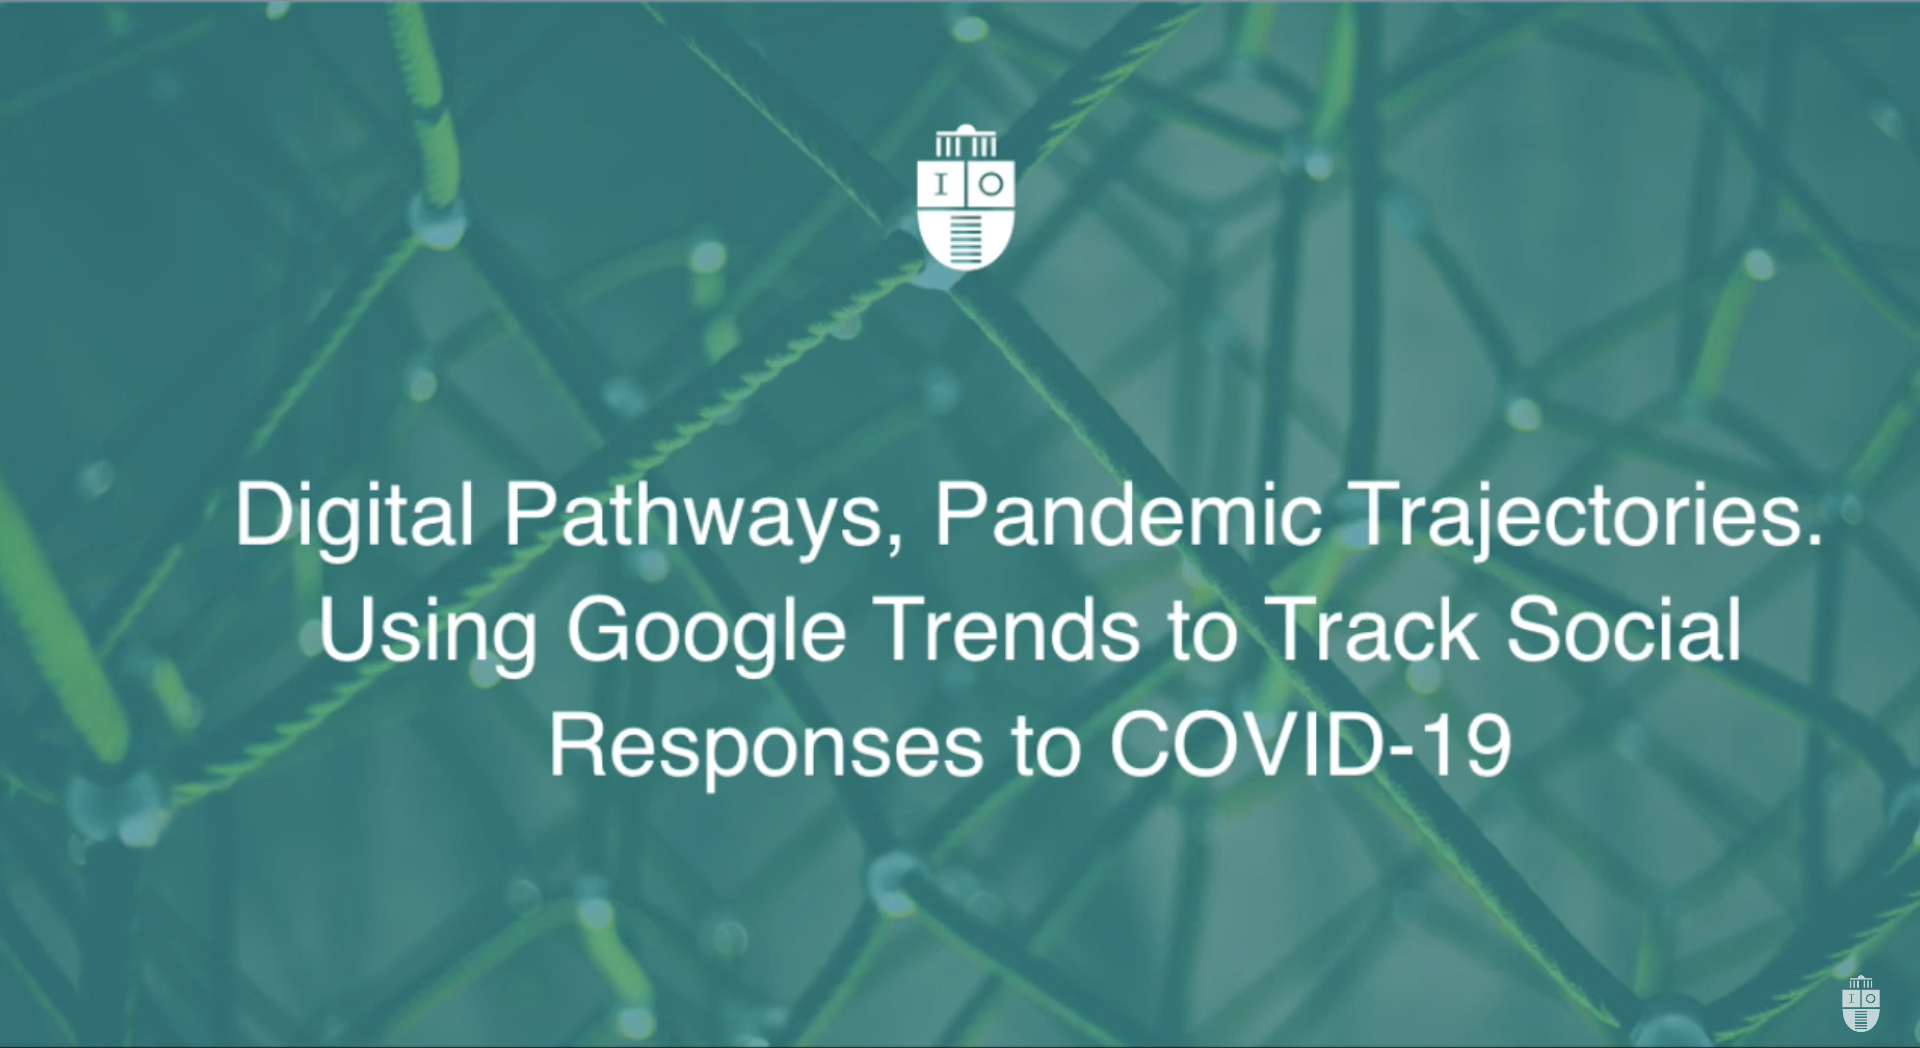 I O
Digital Pathways, Pandemic Trajectories.
Using Google Trends to Track Social
Responses to COVID-19
I O